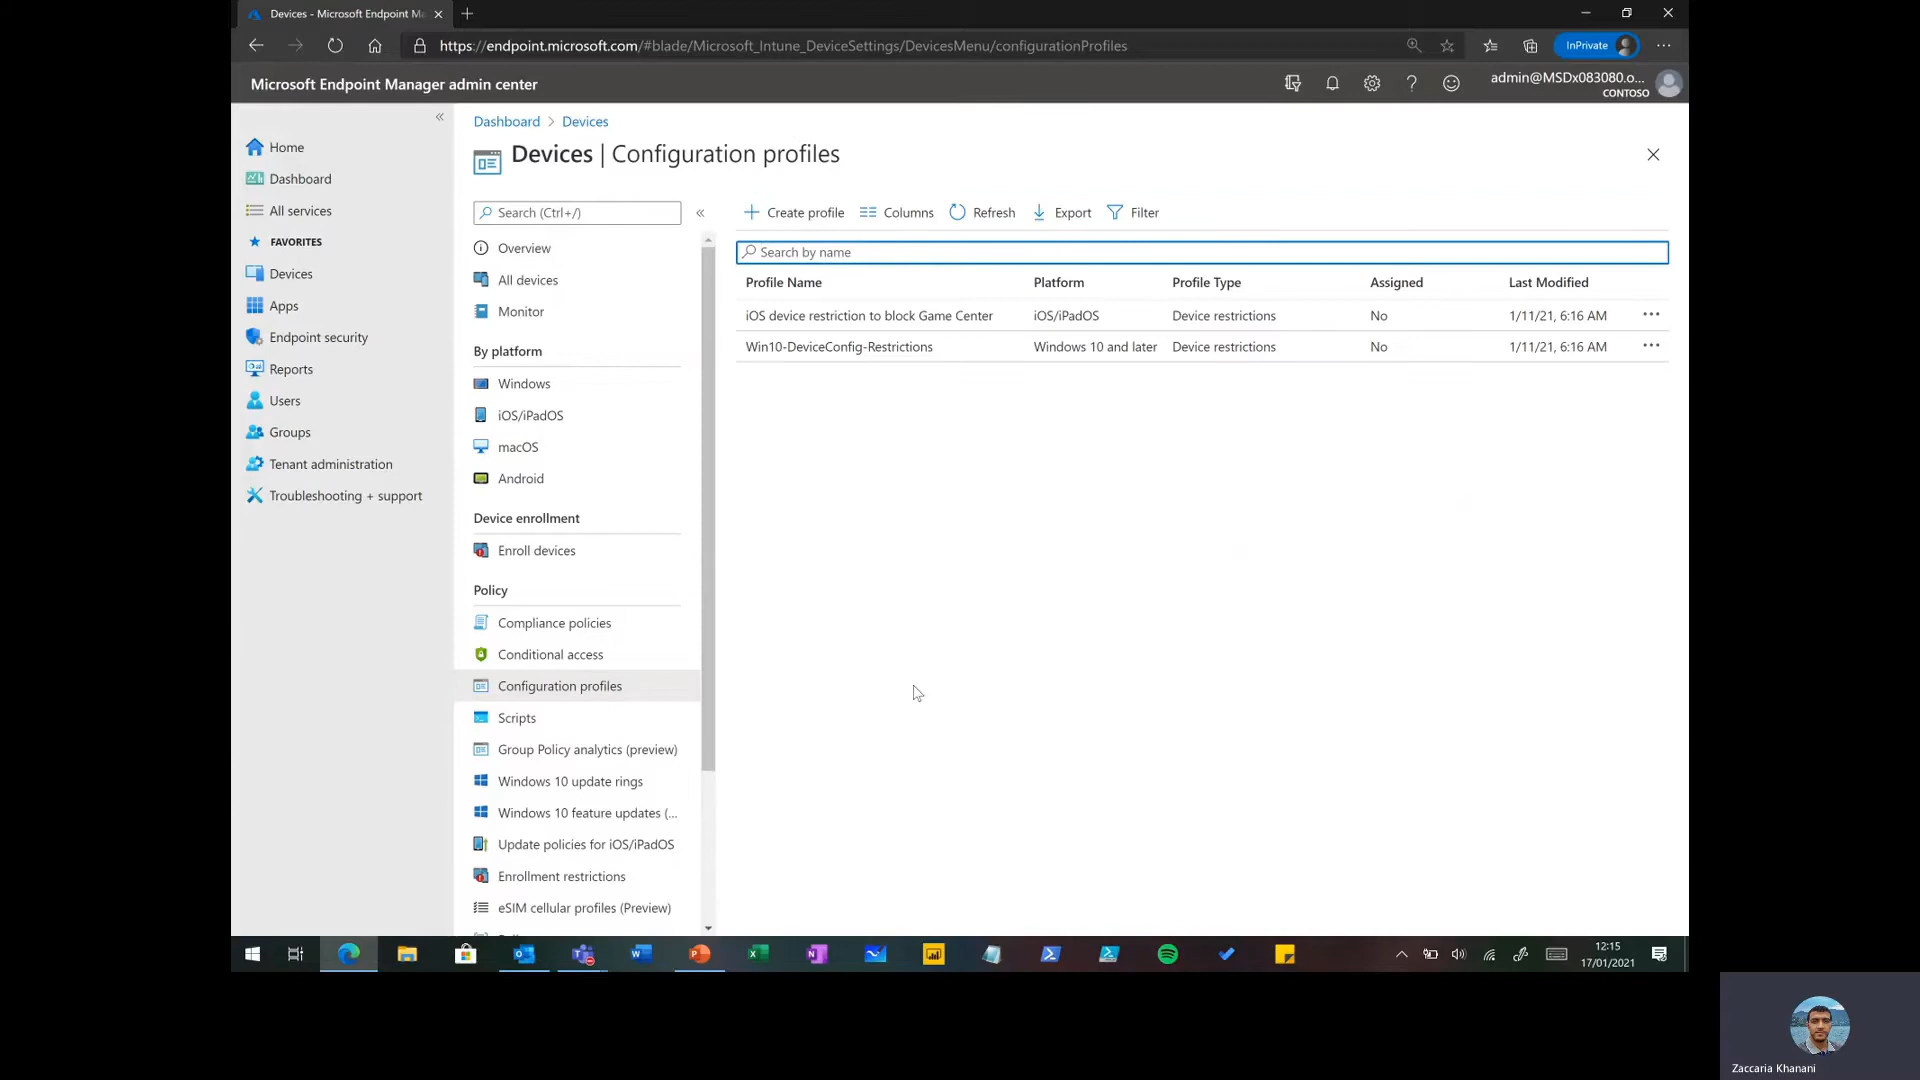 Devices - Microsoft Endpoint M
https://endpoint.microsoft.com/#blade/Microsoft_Intune_DeviceSettings/DevicesMenu/configurationProfiles
InPrivate
Microsoft Endpoint Manager admin center
admin@MSDx083080.o...
CONTOSO
Home
Dashboard
All services
FAVORITES
Devices
Apps
Endpoint security
Reports
Users
Groups
Tenant administration
Troubleshooting + support
Dashboard > Devices
Devices | Configuration profiles
Search (Ctrl+/)
Overview
All devices
Monitor
By platform
Windows
iOS/iPadOS
macOS
Android
Device enrollment
Enroll devices
Policy
Compliance policies
Conditional access
Configuration profiles
Scripts
Group Policy analytics (preview)
Windows 10 update rings
Windows 10 feature updates (...
Update policies for iOS/iPadOS
Enrollment restrictions
eSIM cellular profiles (Preview)
Create profile Columns Refresh Export Filter
Search by name
Profile Name Platform Profile Type Assigned Last Modified
iOS device restriction to block Game Center iOS/iPadOS Device restrictions No 1/11/21, 6:16 AM
Win10-DeviceConfig-Restrictions Windows 10 and later Device restrictions No 1/11/21, 6:16 AM
12:15
17/01/2021
Zaccaria Khanani